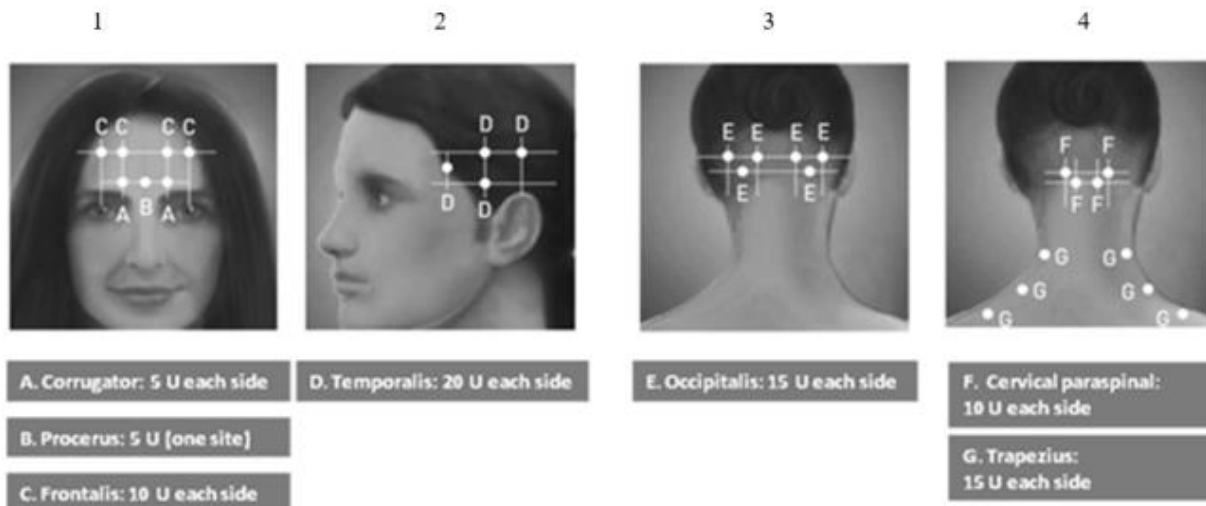 1 2 3 4
C C C C
A B A
D D
D D
E E E E
E E
F F
F F
G G
G G
G G
A. Corrugator: 5 U each side
B. Procerus: 5 U [one site]
C. Frontalis: 10 U each side
D. Temporalis: 20 U each side
E. Occipitalis: 15 U each side
F. Cervical paraspinal:
10 U each side
G. Trapezius:
15 U each side